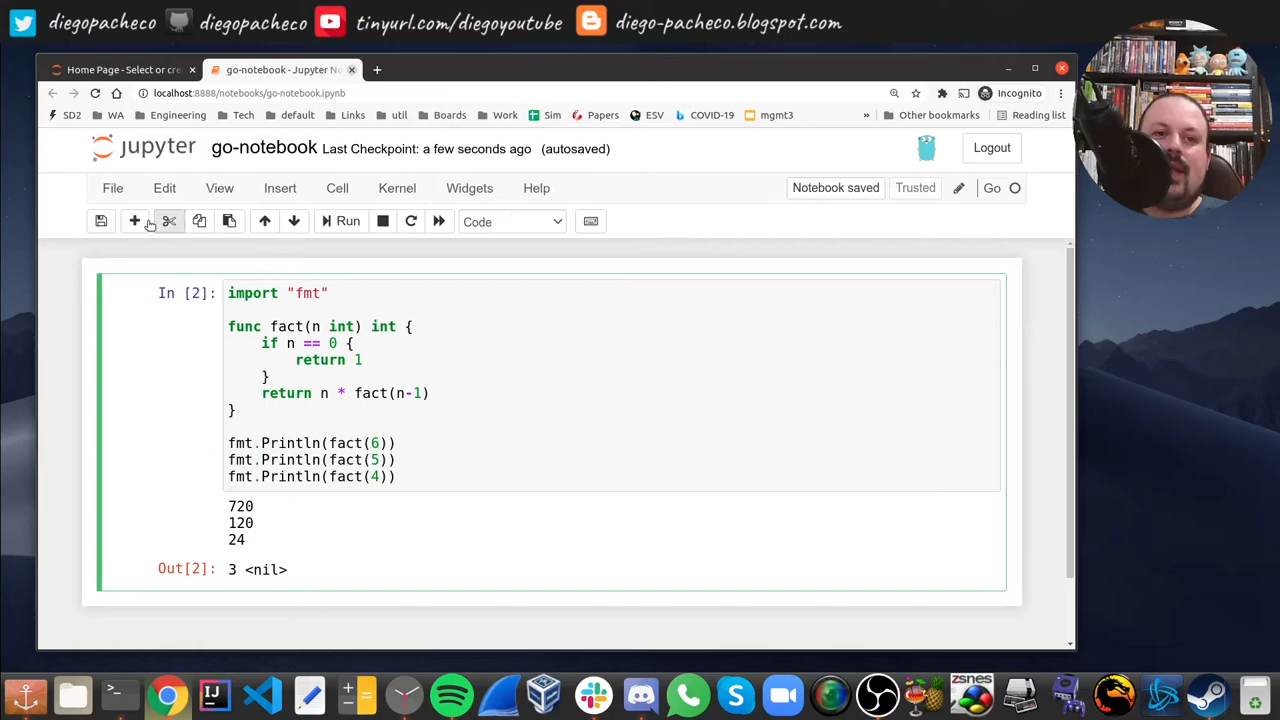 diegopacheco diegopacheco tinyurl.com/diegoyoutube diego-pacheco.blogspot.com
Home Page - Select or cre
go-notebook - Jupyter No
localhost:8888/notebooks/go-notebook.ipynb
Incognito
SD2 WA Engineering Tech default Links util Boards Sim Papers ESV COVID-19 mgmt3 » Other bookmarks Reading list
jupyter go-notebook Last Checkpoint: a few seconds ago (autosaved)
Logout
File Edit View Insert Cell Kernel Widgets Help
Notebook saved Trusted Go
Run Code
In [2]: import "fmt"
func fact(n int) int {
if n == 0 {
return 1
}
return n * fact(n-1)
}
fmt.Println(fact(6))
fmt.Println(fact(5))
fmt.Println(fact(4))
720
120
24
Out[2]: 3 <nil>
ZSNES